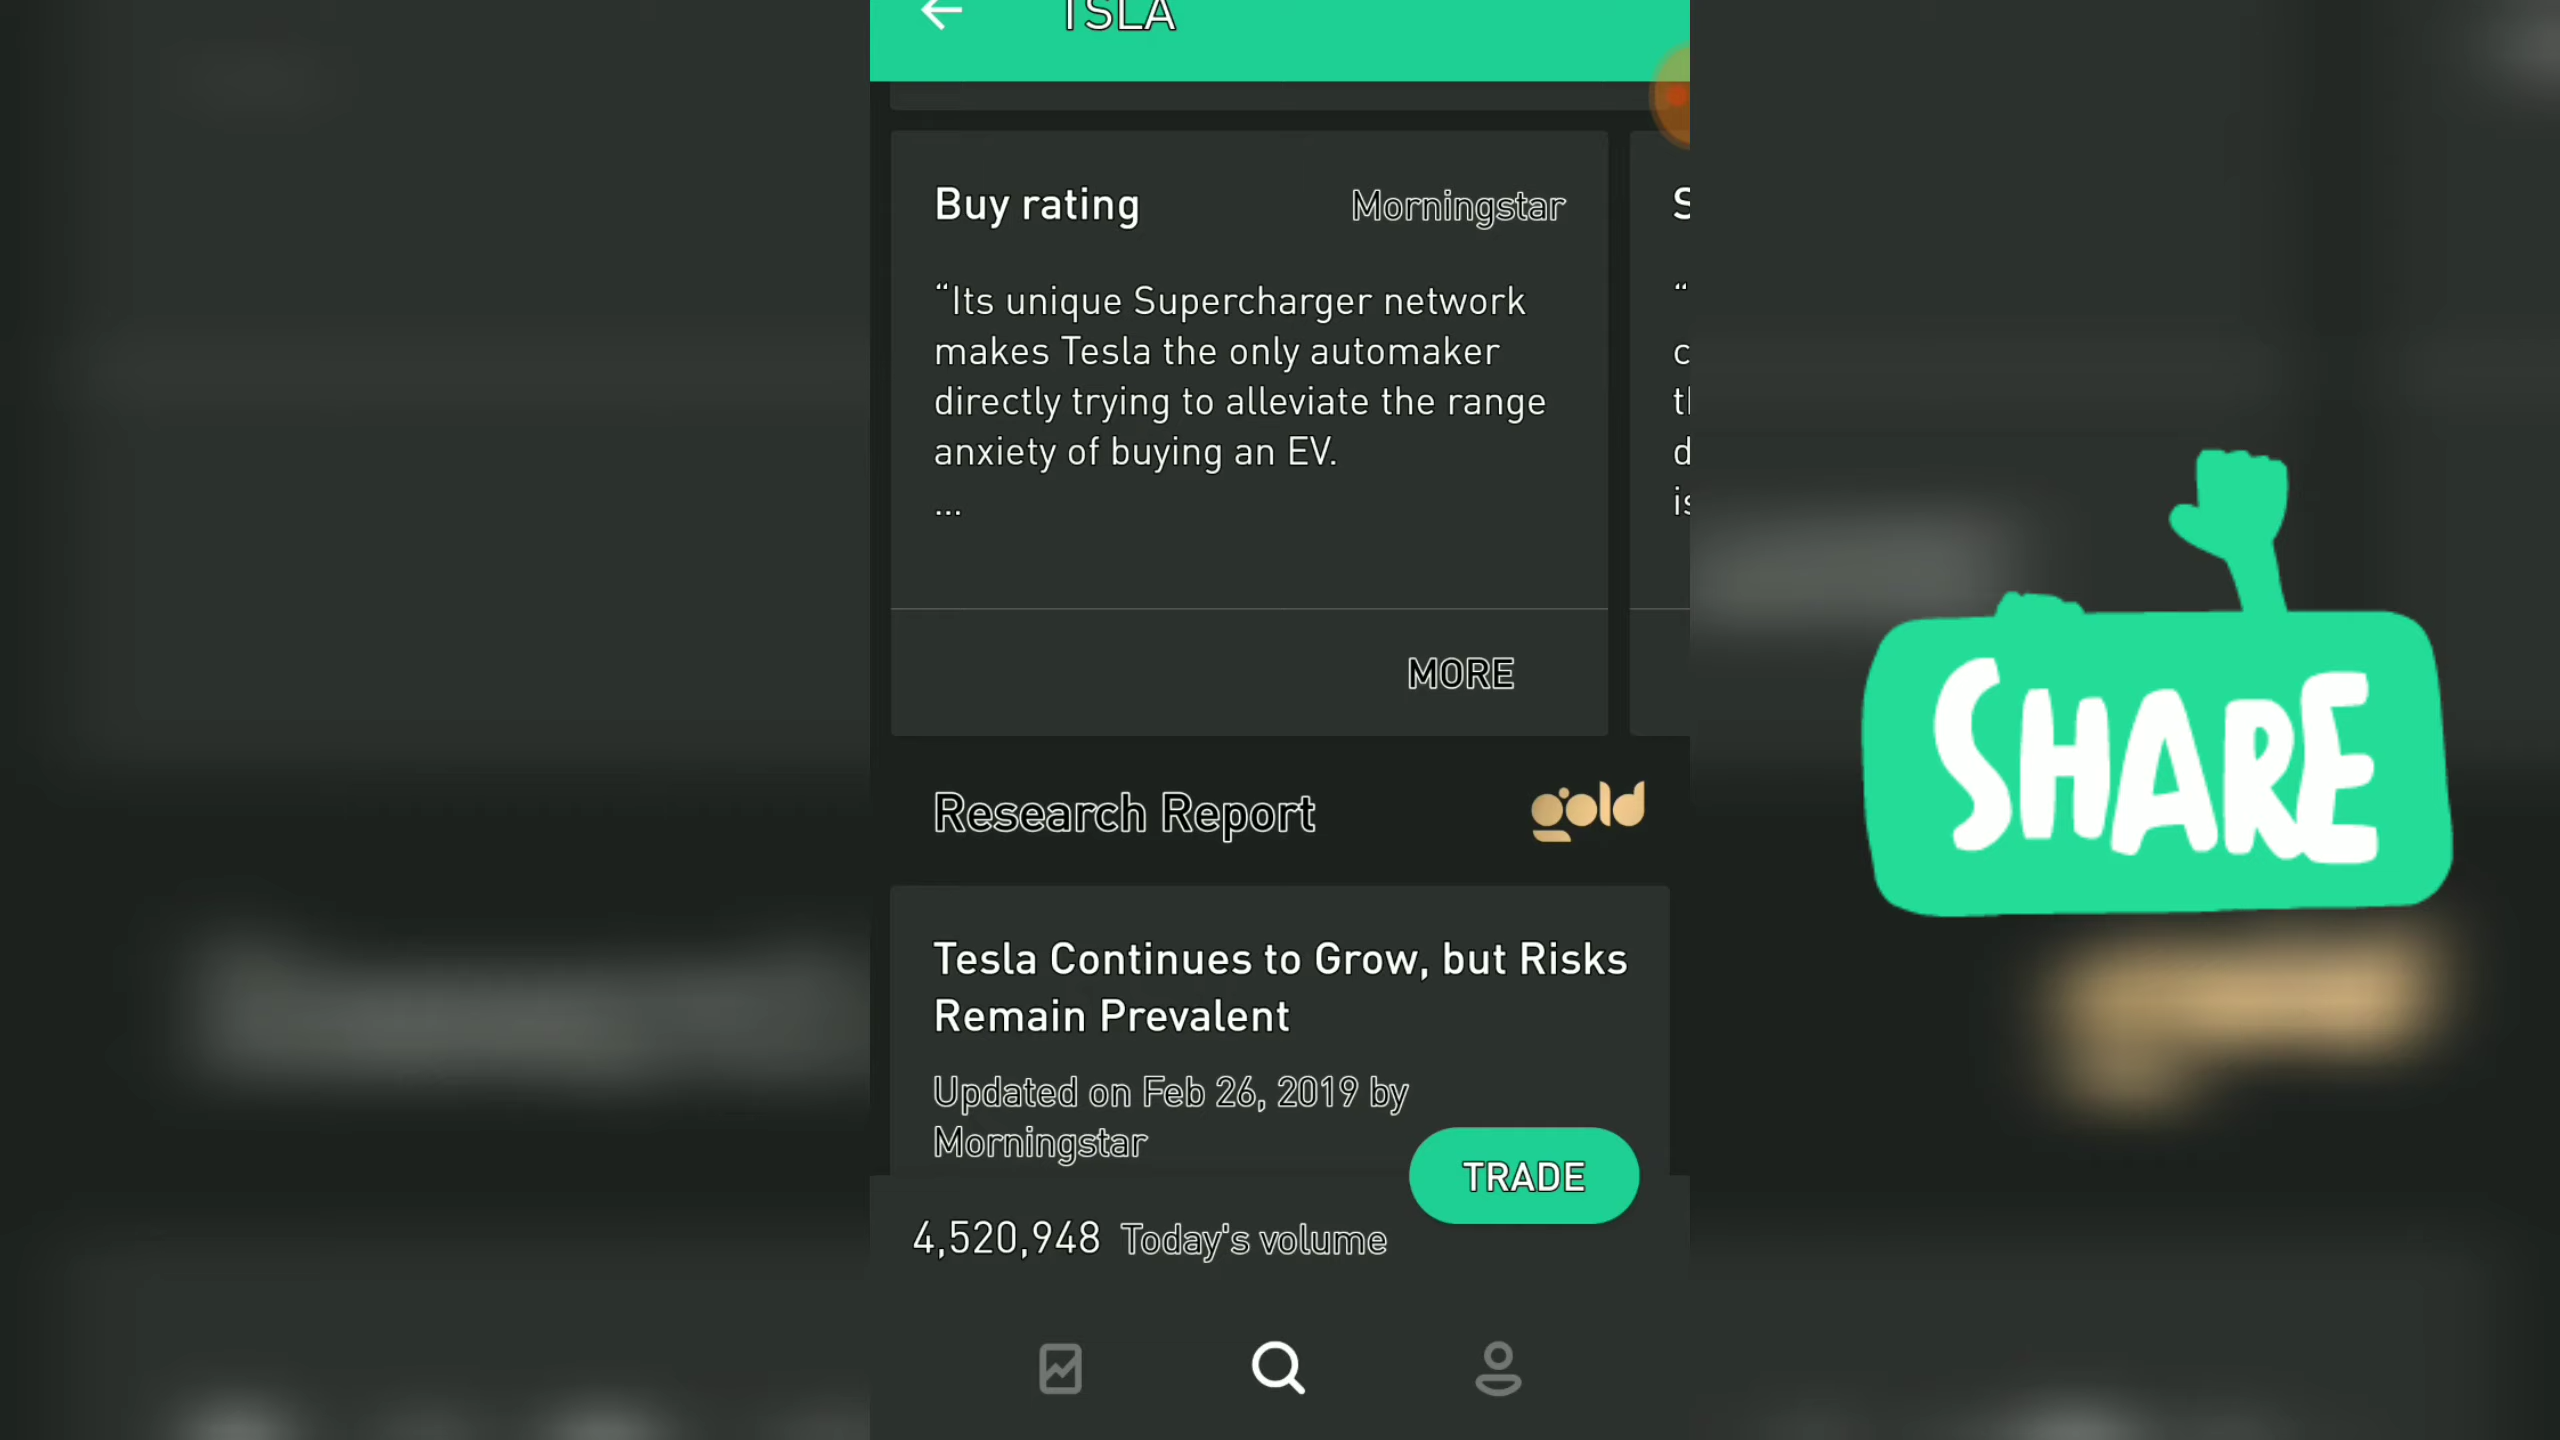 TSLA
Buy rating
Morningstar
“Its unique Supercharger network
makes Tesla the only automaker
directly trying to alleviate the range
anxiety of buying an EV.
...
MORE
Research Report
gold
Tesla Continues to Grow, but Risks
Remain Prevalent
Updated on Feb 26, 2019 by
Morningstar
TRADE
4,520,948 Today's volume
SHARE